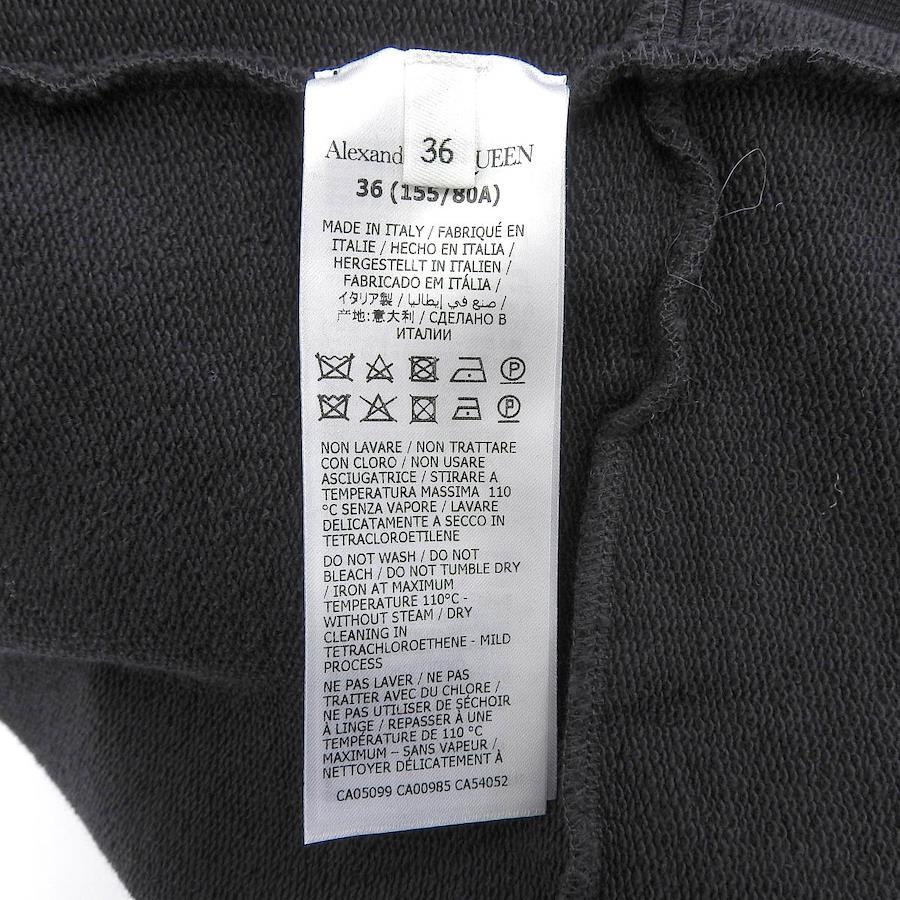 36
Alexand QUEEN
36 (155/80A)
MADE IN ITALY / FABRIQUÉ EN
ITALIE / HECHO EN ITALIA /
HERGESTELLT IN ITALIEN /
FABRICADO EM ITÁLIA /
イタリア製 / صنع في إيطاليا /
产地:意大利 / СДЕЛАНО В
ИТАЛИИ
P
P
NON LAVARE / NON TRATTARE
CON CLORO / NON USARE
ASCIUGATRICE / STIRARE A
TEMPERATURA MASSIMA 110
°C SENZA VAPORE / LAVARE
DELICATAMENTE A SECCO IN
TETRACLOROETILENE
DO NOT WASH / DO NOT
BLEACH / DO NOT TUMBLE DRY
/ IRON AT MAXIMUM
TEMPERATURE 110°C -
WITHOUT STEAM / DRY
CLEANING IN
TETRACHLOROETHENE - MILD
PROCESS
NE PAS LAVER / NE PAS
TRAITER AVEC DU CHLORE /
NE PAS UTILISER DE SÉCHOIR
À LINGE / REPASSER À UNE
TEMPÉRATURE DE 110 °C
MAXIMUM – SANS VAPEUR /
NETTOYER DÉLICATEMENT À
CA05099 CA00985 CA54052